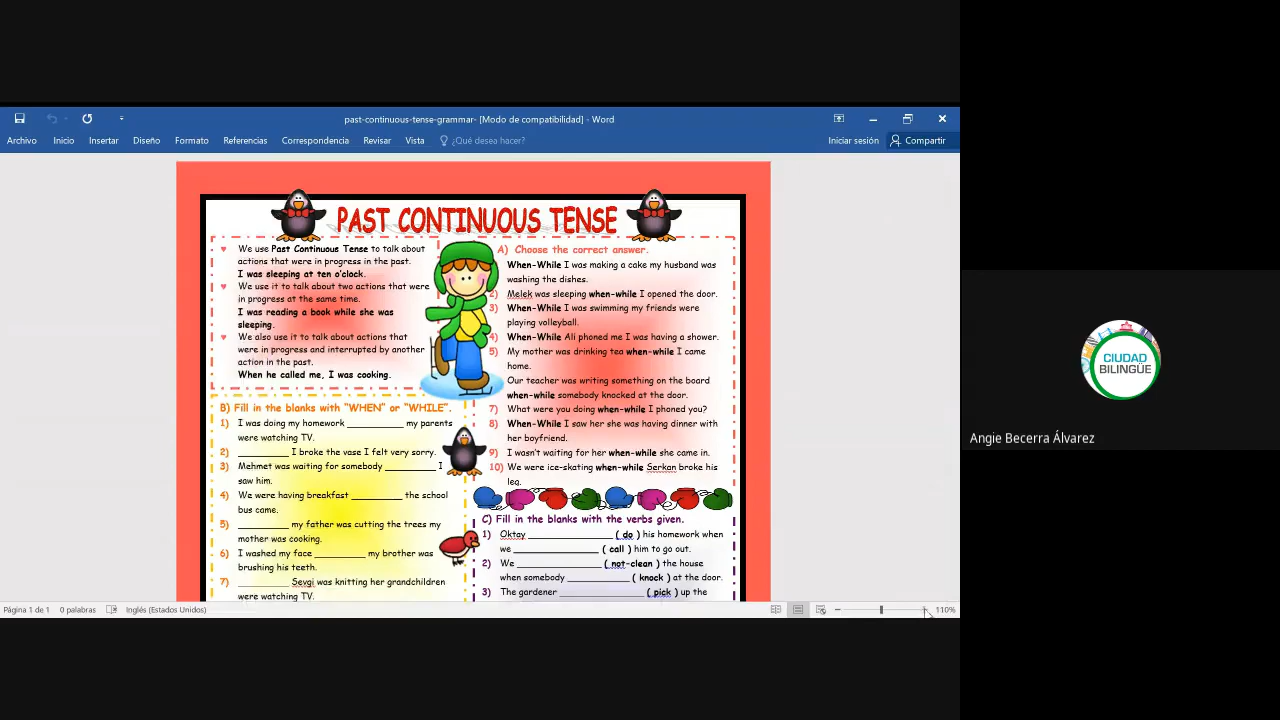 past-continuous-tense-grammar- [Modo de compatibilidad] - Word
Archivo Inicio Insertar Diseño Formato Referencias Correspondencia Revisar Vista ¿Qué desea hacer? Iniciar sesión Compartir
PAST CONTINUOUS TENSE
We use Past Continuous Tense to talk about
actions that were in progress in the past.
I was sleeping at ten o'clock.
We use it to talk about two actions that were
in progress at the same time.
I was reading a book while she was
sleeping.
We also use it to talk about actions that
were in progress and interrupted by another
action in the past.
When he called me, I was cooking.
B) Fill in the blanks with "WHEN" or "WHILE".
1) I was doing my homework __________ my parents
were watching TV.
2) _________ I broke the vase I felt very sorry.
3) Mehmet was waiting for somebody _________ I
saw him.
4) We were having breakfast _________ the school
bus came.
5) _________ my father was cutting the trees my
mother was cooking.
6) I washed my face _________ my brother was
brushing his teeth.
7) _________ Sevgi was knitting her grandchildren
were watching TV.
A) Choose the correct answer.
When-While I was making a cake my husband was
washing the dishes.
2) Melek was sleeping when-while I opened the door.
3) When-While I was swimming my friends were
playing volleyball.
4) When-While Ali phoned me I was having a shower.
5) My mother was drinking tea when-while I came
home.
Our teacher was writing something on the board
when-while somebody knocked at the door.
7) What were you doing when-while I phoned you?
8) When-While I saw her she was having dinner with
her boyfriend.
9) I wasn't waiting for her when-while she came in.
10) We were ice-skating when-while Serkan broke his
leg.
C) Fill in the blanks with the verbs given.
1) Oktay _______________ ( do ) his homework when
we _______________ ( call ) him to go out.
2) We _______________ ( not-clean ) the house
when somebody ___________ ( knock ) at the door.
3) The gardener _______________ ( pick ) up the
Página 1 de 1 0 palabras Inglés (Estados Unidos) 110%
CIUDAD
BILINGÜE
Angie Becerra Álvarez